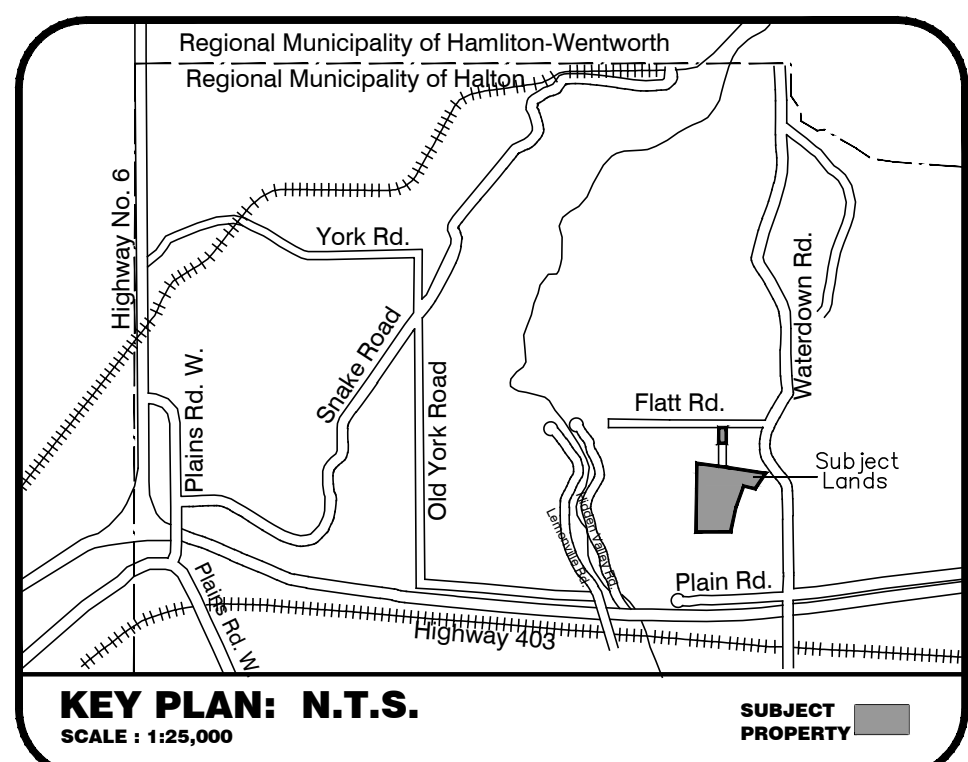 Regional Municipality of Hamliton-Wentworth
Regional Municipality of Halton
Highway No. 6
York Rd.
Waterdown Rd.
Snake Road
Plains Rd. W.
Old York Road
Flatt Rd.
Subject
Lands
Hidden Valley Rd.
Lemonville Rd.
Plain Rd.
Plains Rd. W
Highway 403
KEY PLAN: N.T.S.
SCALE : 1:25,000
SUBJECT
PROPERTY